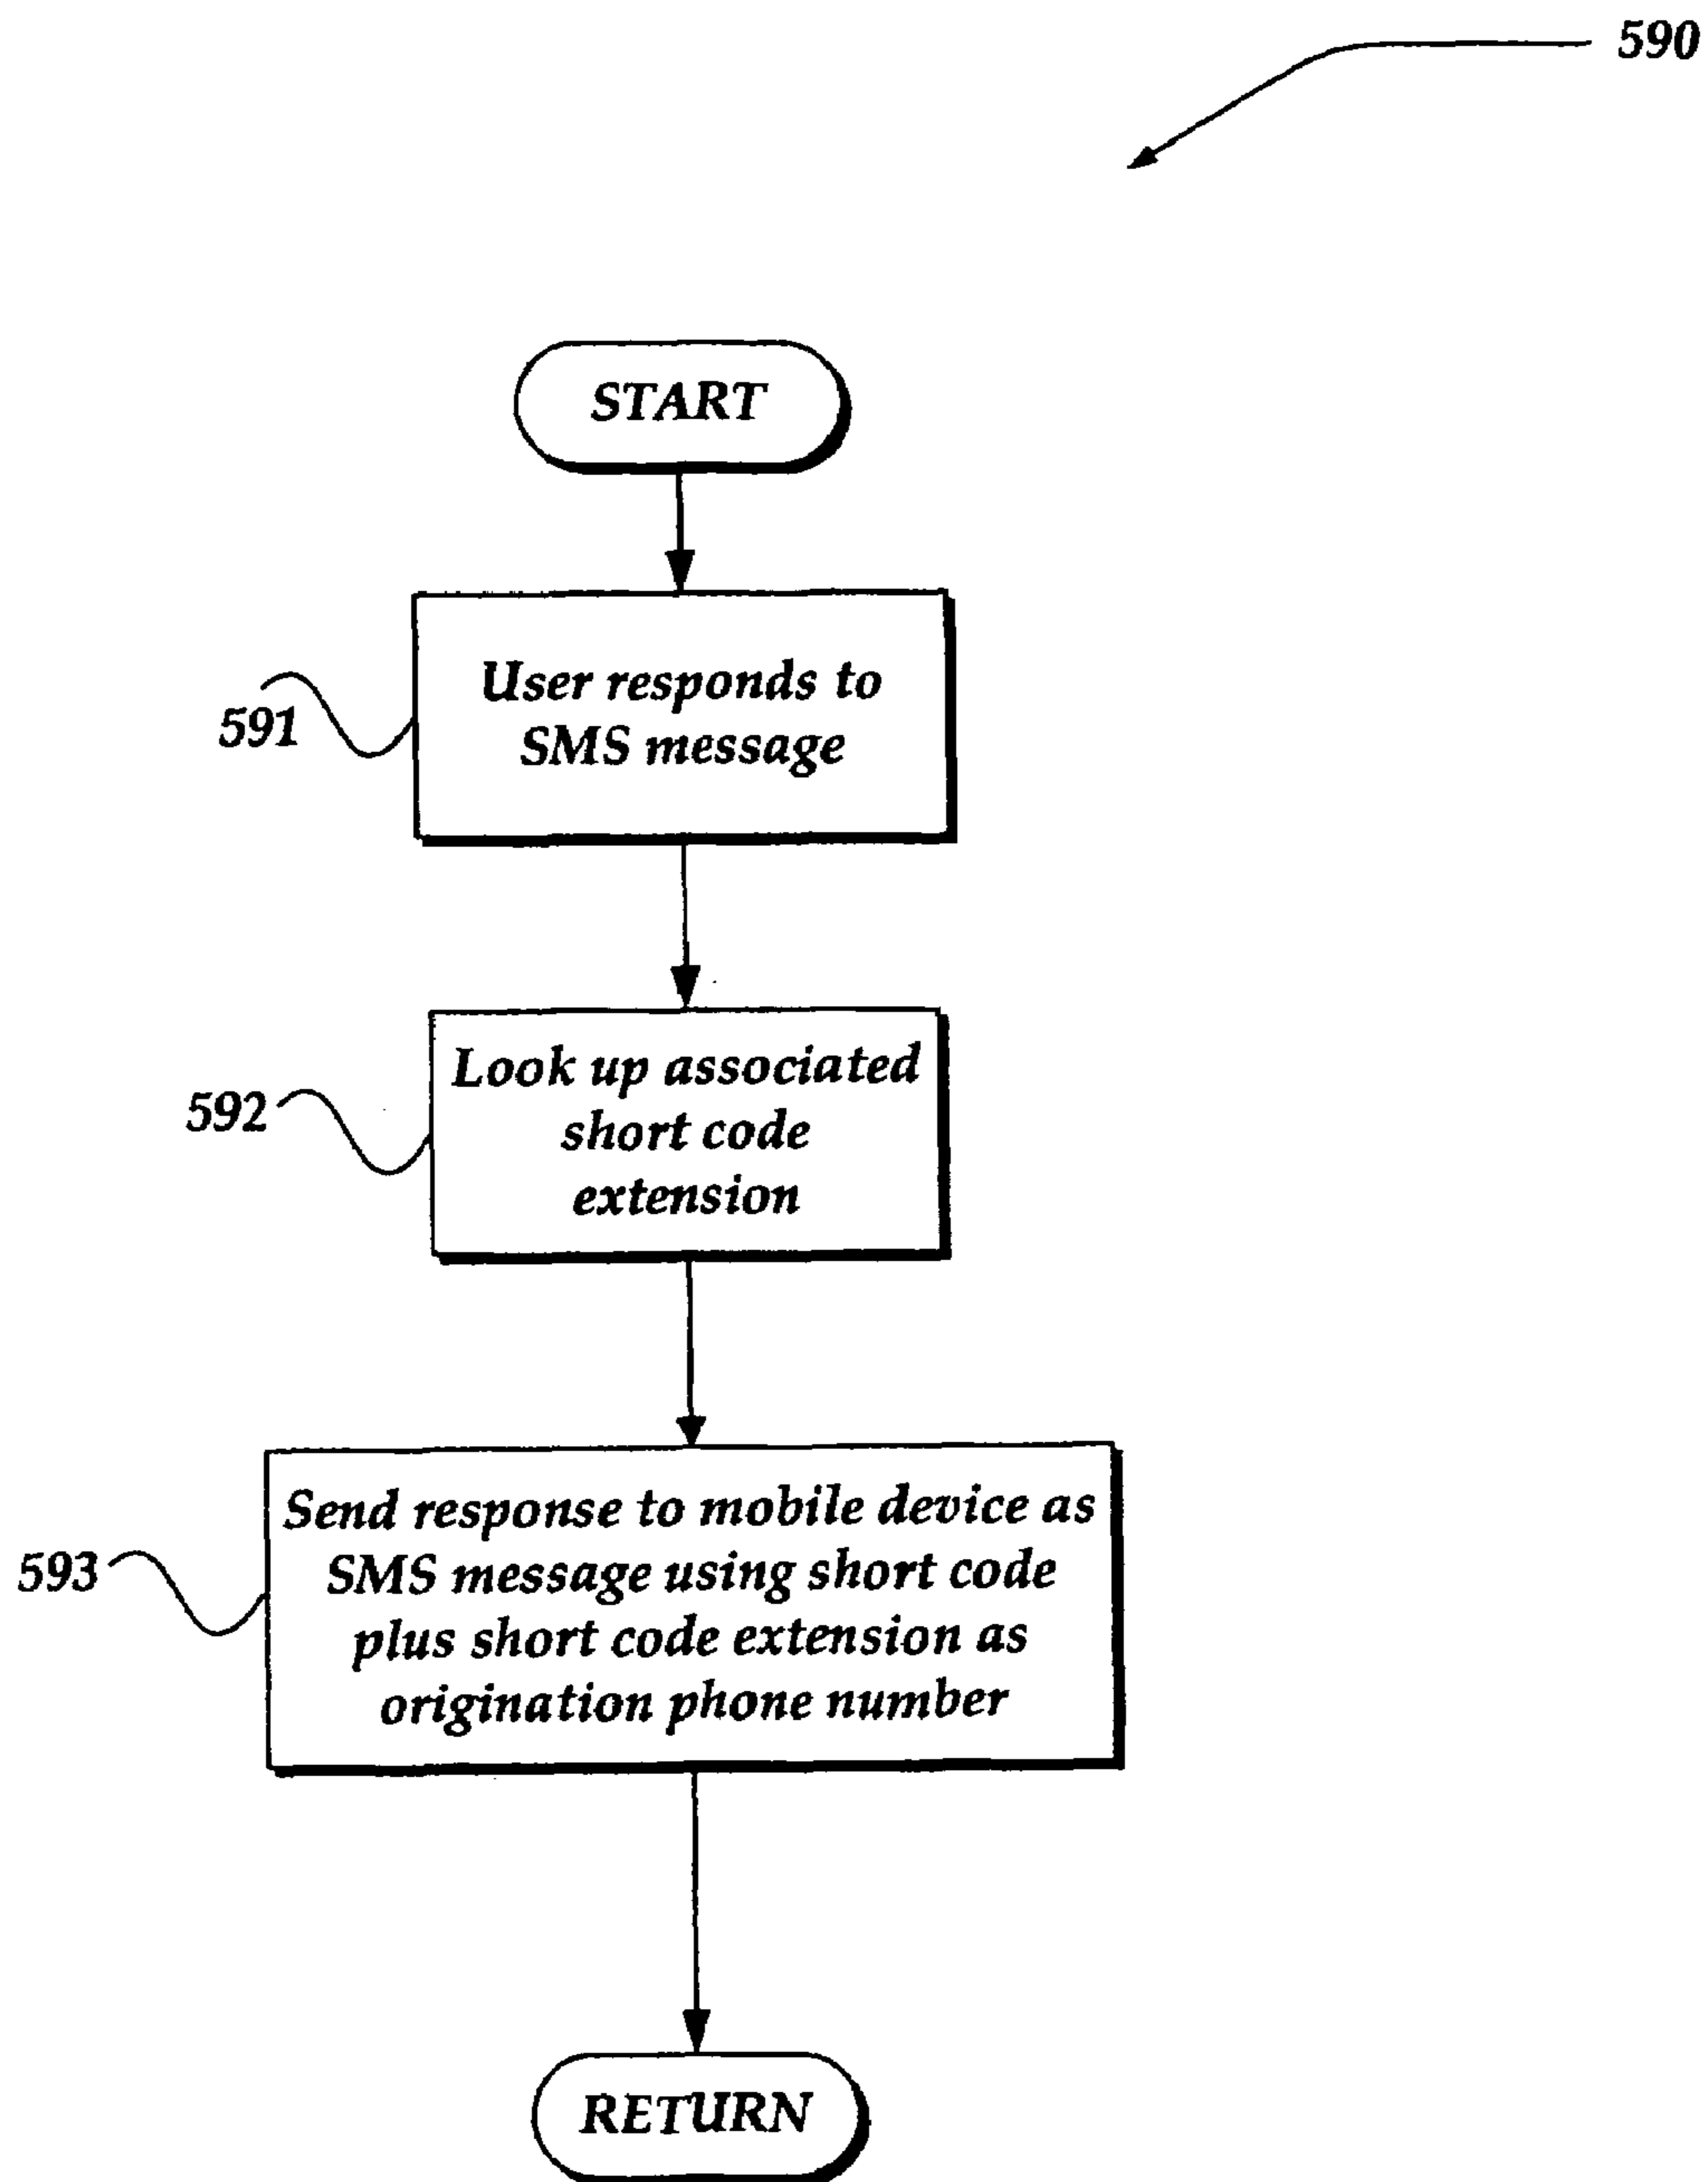 590
START
591
User responds to
SMS message
592
Look up associated
short code
extension
593
Send response to mobile device as
SMS message using short code
plus short code extension as
origination phone number
RETURN